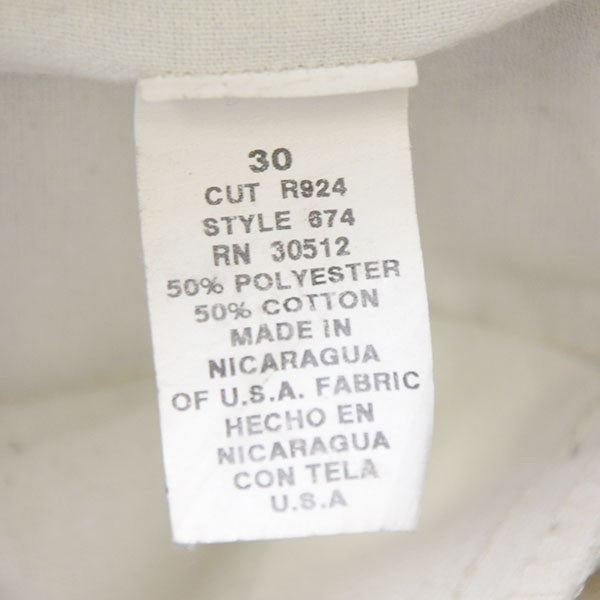 30
CUT R924
STYLE 674
RN 30512
50% POLYESTER
50% COTTON
MADE IN
NICARAGUA
OF U.S.A. FABRIC
HECHO EN
NICARAGUA
CON TELA
U.S.A